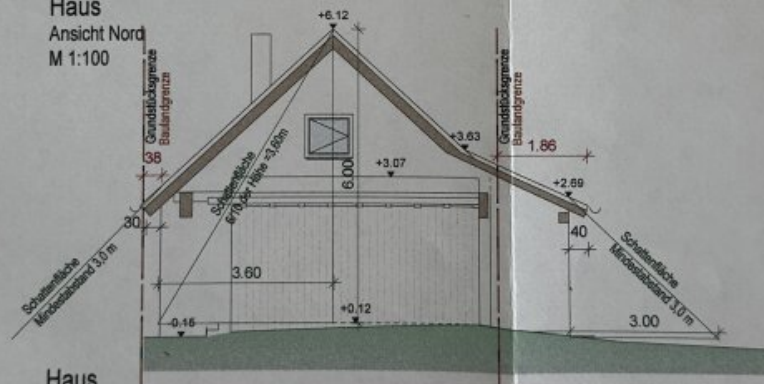 Haus
Ansicht Nord
M 1:100
+6.12
Grundstücksgrenze
Baulandgrenze
Grundstücksgrenze
Baulandgrenze
38
+3.63
1.86
+3.07
6.00
+2.69
Schattenfläche
6/10 der Höhe =3,60m
30
40
Schattenfläche
Mindestabstand 3,0 m
Schattenfläche
Mindestabstand 3,0 m
3.60
+0.12
-0.15
3.00
Haus